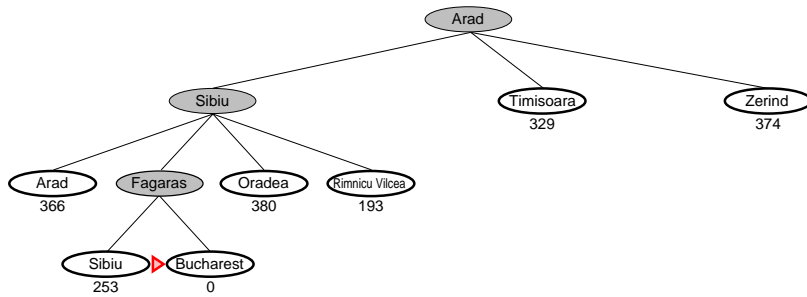 Arad
Sibiu
Timisoara
Zerind
329
374
Arad
Fagaras
Oradea
Rimnicu Vilcea
366
380
193
Sibiu
Bucharest
253
0